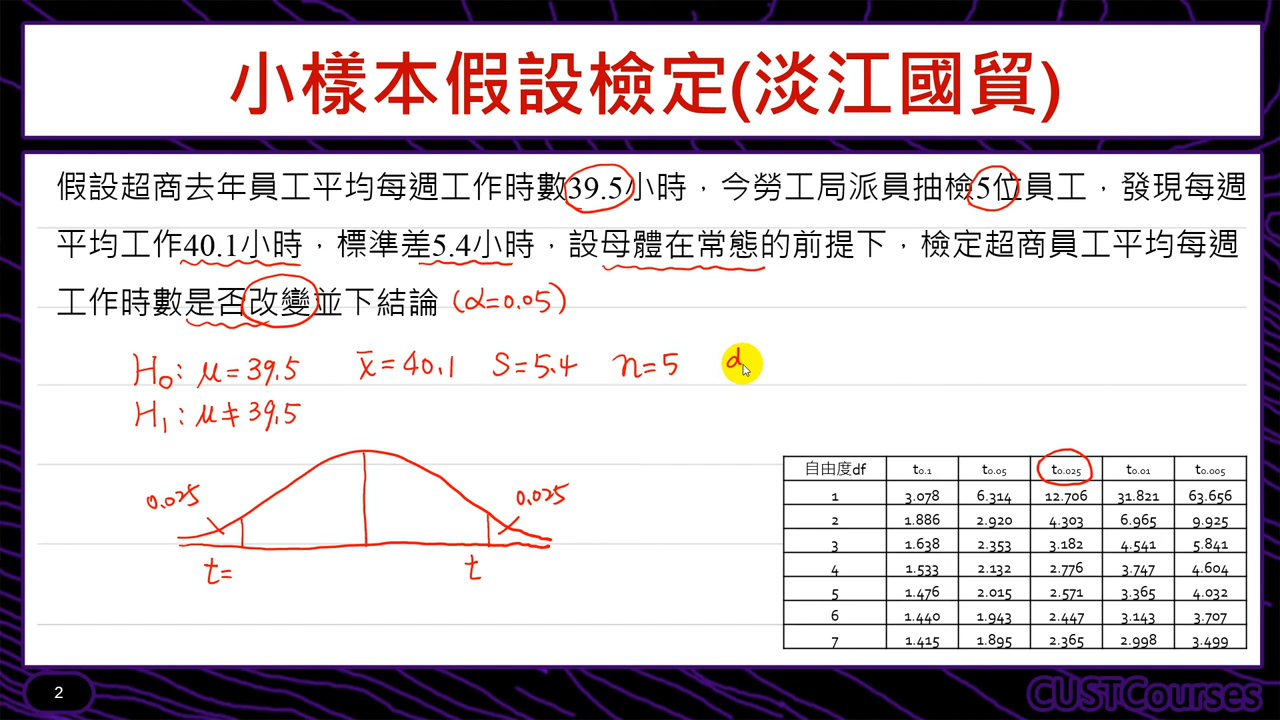 小樣本假設檢定(淡江國貿)
假設超商去年員工平均每週工作時數39.5小時，今勞工局派員抽檢5位員工，發現每週
平均工作40.1小時，標準差5.4小時，設母體在常態的前提下，檢定超商員工平均每週
工作時數是否改變並下結論 (α=0.05)
H₀: μ=39.5 x̄=40.1 S=5.4 n=5 d
H₁: μ≠39.5
0.025 0.025
t= t
自由度df t0.1 t0.05 t0.025 t0.01 t0.005
1 3.078 6.314 12.706 31.821 63.656
2 1.886 2.920 4.303 6.965 9.925
3 1.638 2.353 3.182 4.541 5.841
4 1.533 2.132 2.776 3.747 4.604
5 1.476 2.015 2.571 3.365 4.032
6 1.440 1.943 2.447 3.143 3.707
7 1.415 1.895 2.365 2.998 3.499
2
CUSTCourses